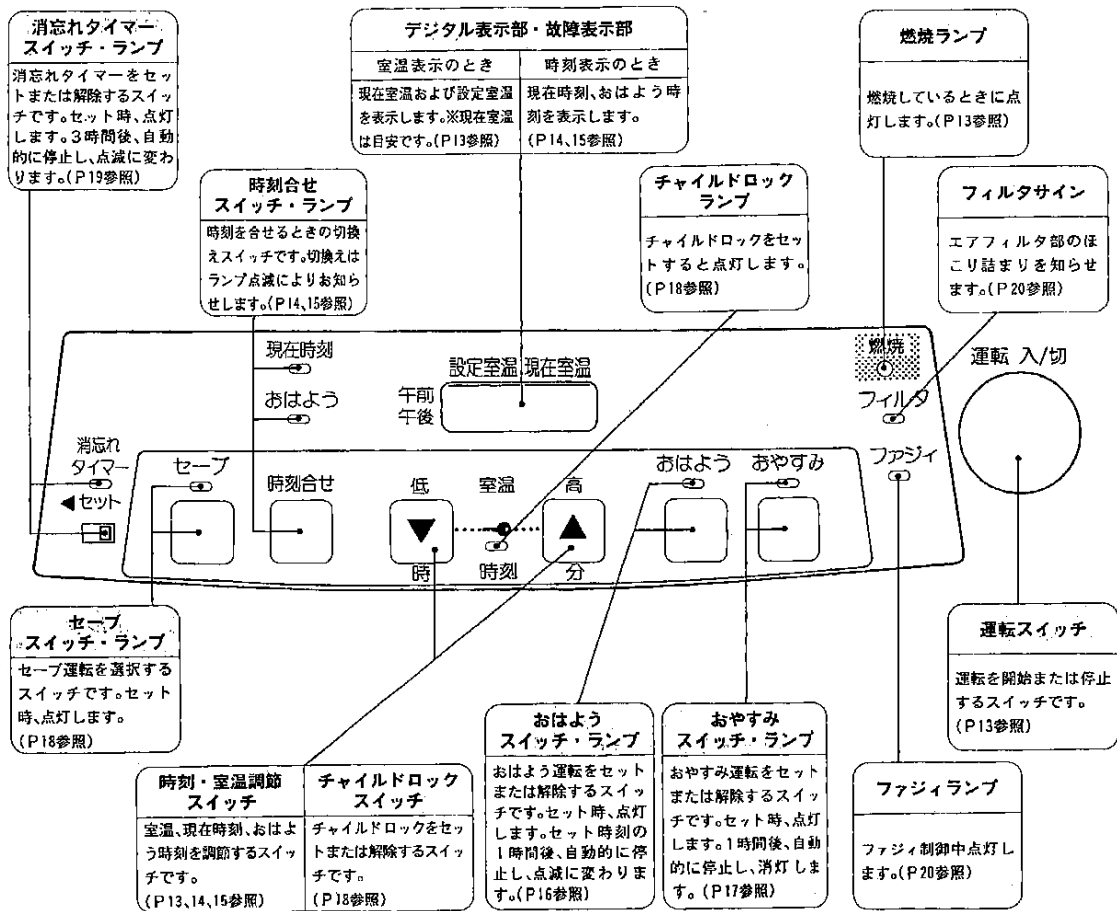 消忘れタイマー
スイッチ・ランプ
消忘れタイマーをセッ
トまたは解除するスイッ
チです。セット時、点灯
します。3時間後、自動
的に停止し、点滅に変わ
ります。(P19参照)
デジタル表示部・故障表示部
室温表示のとき
現在室温および設定室温
を表示します。※現在室温
は目安です。(P13参照)
時刻表示のとき
現在時刻、おはよう時
刻を表示します。
(P14、15参照)
燃焼ランプ
燃焼しているときに点
灯します。(P13参照)
時刻合せ
スイッチ・ランプ
時刻を合せるときの切換
えスイッチです。切換えは
ランプ点滅によりお知ら
せします。(P14、15参照)
チャイルドロック
ランプ
チャイルドロックをセッ
トすると点灯します。
(P18参照)
フィルタサイン
エアフィルタ部のほ
こり詰まりを知らせ
ます。(P20参照)
現在時刻
おはよう
設定室温 現在室温
午前
午後
燃焼
フィルタ
ファジィ
運転 入/切
消忘れ
タイマー
◀セット
セーブ
時刻合せ
低 室温 高
▼ ▲
時 時刻 分
おはよう
おやすみ
セーブ
スイッチ・ランプ
セーブ運転を選択する
スイッチです。セット
時、点灯します。
(P18参照)
時刻・室温調節
スイッチ
室温、現在時刻、おはよ
う時刻を調節するスイッ
チです。
(P13、14、15参照)
チャイルドロック
スイッチ
チャイルドロックをセッ
トまたは解除するスイッ
チです。
(P18参照)
おはよう
スイッチ・ランプ
おはよう運転をセット
または解除するスイッ
チです。セット時、点灯
します。セット時刻の
1時間後、自動的に停
止し、点滅に変わりま
す。(P16参照)
おやすみ
スイッチ・ランプ
おやすみ運転をセット
または解除するスイッ
チです。セット時、点灯
します。1時間後、自動
的に停止し、消灯しま
す。(P17参照)
運転スイッチ
運転を開始または停止
するスイッチです。
(P13参照)
ファジィランプ
ファジィ制御中点灯し
ます。(P20参照)